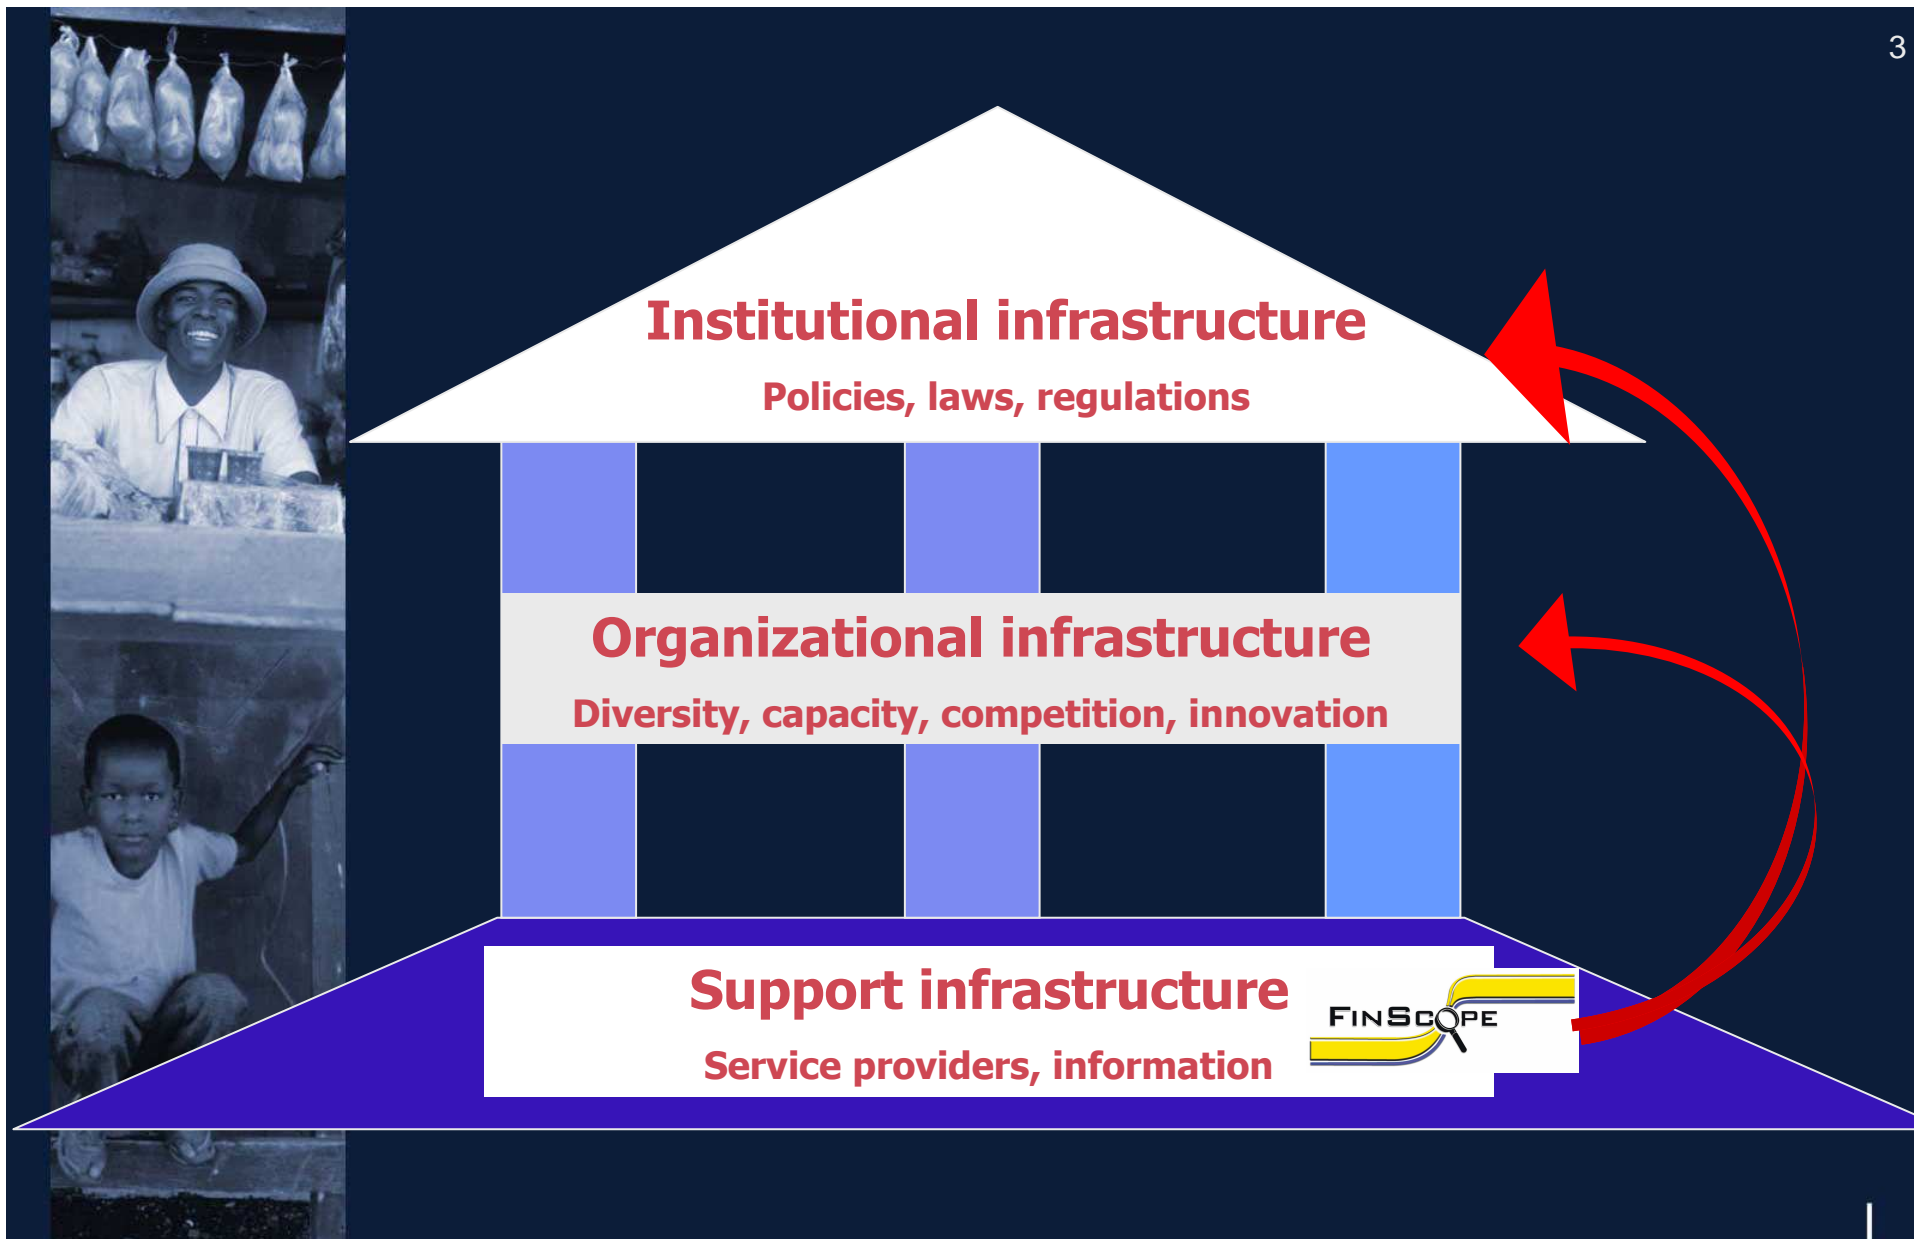 3
Institutional infrastructure
Policies, laws, regulations
Organizational infrastructure
Diversity, capacity, competition, innovation
Support infrastructure
FINSCOPE
Service providers, information